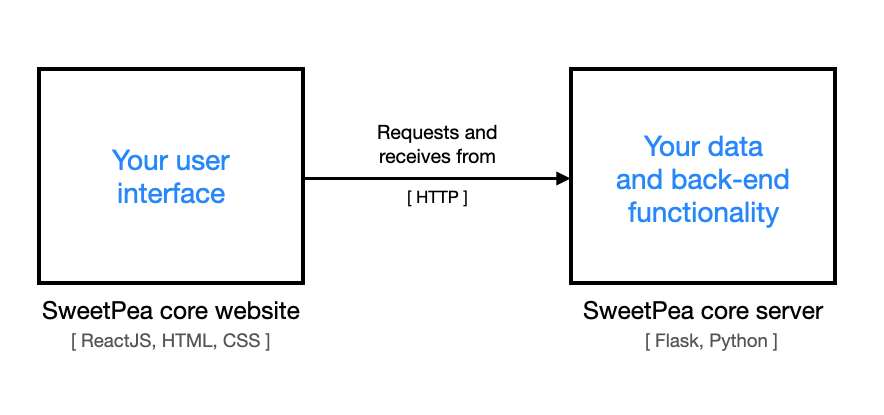 Your user
interface
Requests and
receives from
[ HTTP ]
Your data
and back-end
functionality
SweetPea core website
[ ReactJS, HTML, CSS ]
SweetPea core server
[ Flask, Python ]